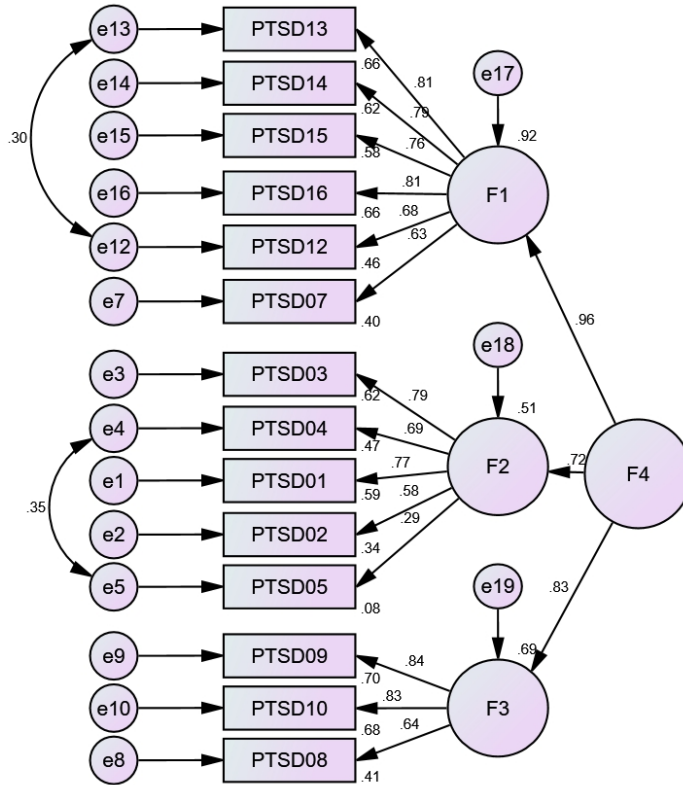 e13 PTSD13 .66
.81
e17
e14 PTSD14 .62
.79
.92
.30
e15 PTSD15 .58
.76
e16 PTSD16 .66
.81
F1
e12 PTSD12 .46
.68
e7 PTSD07 .40
.63
.96
e18
e3 PTSD03 .62
.79
.51
e4 PTSD04 .47
.69
.35
e1 PTSD01 .59
.77
F2
.72
F4
e2 PTSD02 .34
.58
e5 PTSD05 .08
.29
e19
.83
e9 PTSD09 .70
.84
.69
e10 PTSD10 .68
.83
F3
e8 PTSD08 .41
.64